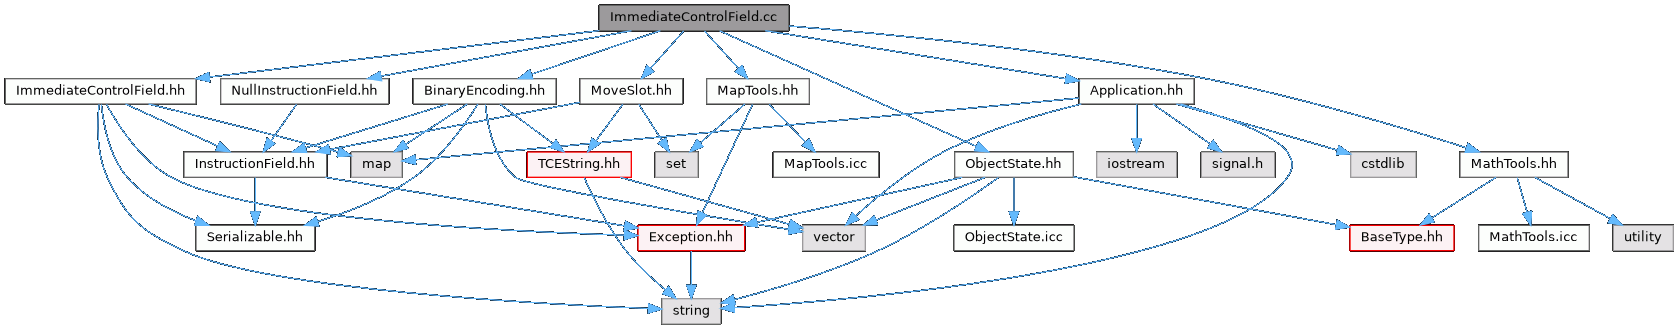 ImmediateControlField.cc
ImmediateControlField.hh
NullInstructionField.hh
BinaryEncoding.hh
MoveSlot.hh
MapTools.hh
Application.hh
InstructionField.hh
map
TCEString.hh
set
MapTools.icc
ObjectState.hh
iostream
signal.h
cstdlib
MathTools.hh
Serializable.hh
Exception.hh
vector
ObjectState.icc
BaseType.hh
MathTools.icc
utility
string